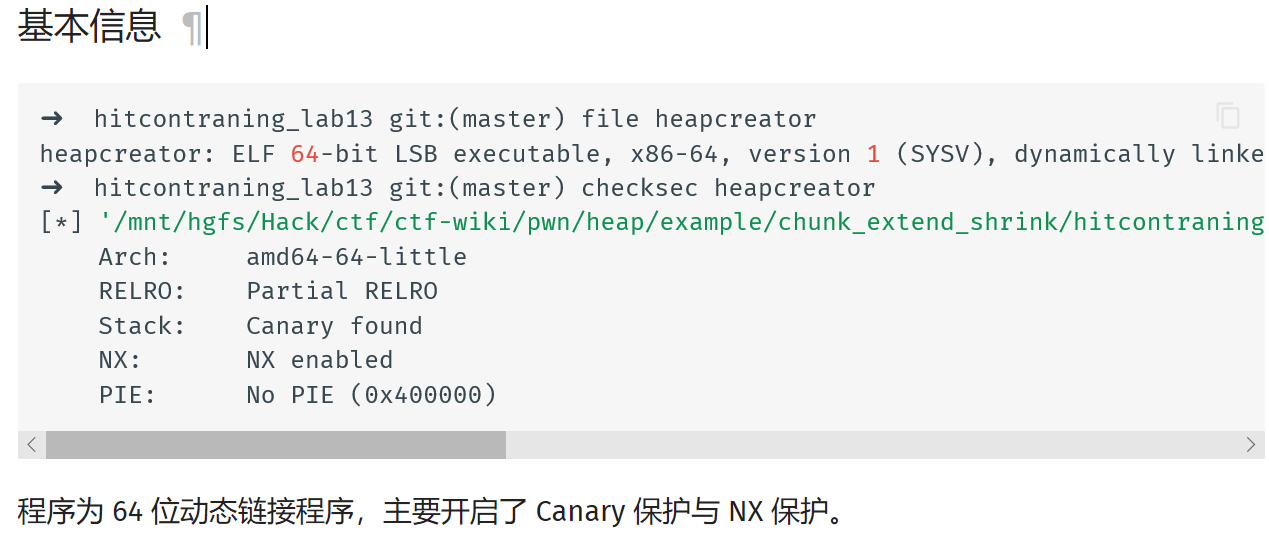 基本信息 ¶
➜  hitcontraning_lab13 git:(master) file heapcreator
heapcreator: ELF 64-bit LSB executable, x86-64, version 1 (SYSV), dynamically linke
➜  hitcontraning_lab13 git:(master) checksec heapcreator
[*] '/mnt/hgfs/Hack/ctf/ctf-wiki/pwn/heap/example/chunk_extend_shrink/hitcontraning
    Arch:     amd64-64-little
    RELRO:    Partial RELRO
    Stack:    Canary found
    NX:       NX enabled
    PIE:      No PIE (0x400000)
程序为 64 位动态链接程序，主要开启了 Canary 保护与 NX 保护。